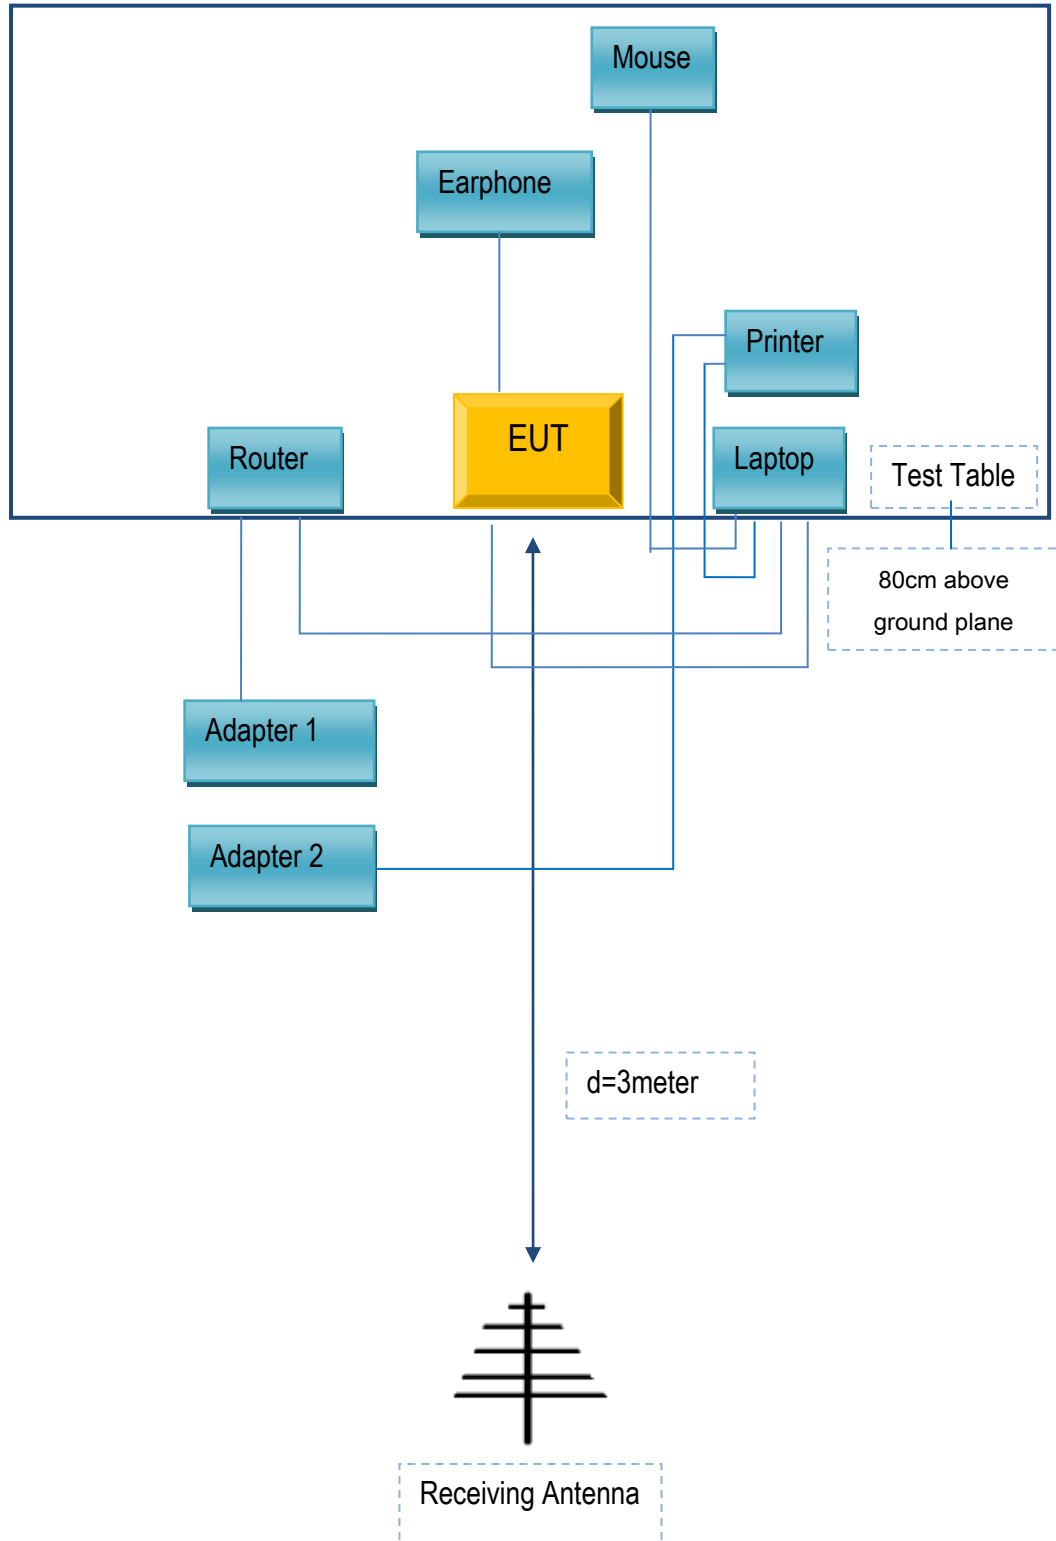 Mouse
Earphone
Printer
EUT
Router
Laptop
Test Table
80cm above
ground plane
Adapter 1
Adapter 2
d=3meter
Receiving Antenna